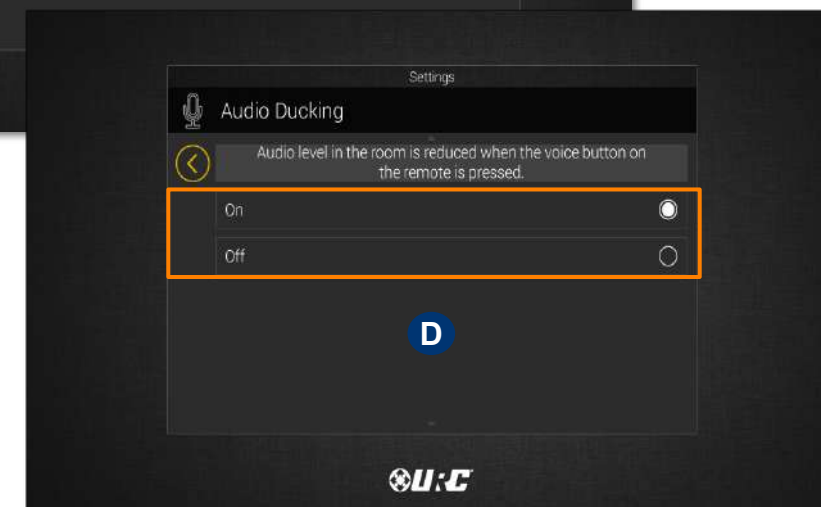 Settings
Audio Ducking
Audio level in the room is reduced when the voice button on
the remote is pressed.
On
Off
D
URC